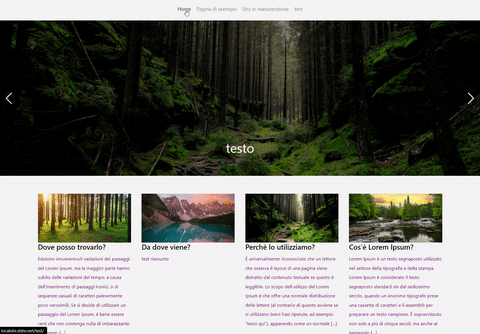 Home Pagina di esempio Sito in manutenzione test
testo
Dove posso trovarlo?
Esistono innumerevoli variazioni dei passaggi
del Lorem Ipsum, ma la maggior parte hanno
subito delle variazioni del tempo, a causa
dell'inserimento di passaggi ironici, o di
sequenze casuali di caratteri palesemente
poco verosimili. Se si decide di utilizzare
un passaggio del Lorem Ipsum, è bene essere
certi che non contenga nulla di imbarazzante.
Da dove viene?
test riassunto
Perché lo utilizziamo?
È universalmente riconosciuto che un lettore
che osserva il layout di una pagina viene
distratto dal contenuto testuale se questo è
leggibile. Lo scopo dell'utilizzo del Lorem
Ipsum è che offre una normale distribuzione
delle lettere (al contrario di quanto avviene se
si utilizzano brevi frasi ripetute, ad esempio
"testo qui"), apparendo come un normale [...]
Cos'è Lorem Ipsum?
Lorem Ipsum è un testo segnaposto utilizzato
nel settore della tipografia e della stampa.
Lorem Ipsum è considerato il testo
segnaposto standard sin dal sedicesimo
secolo, quando un anonimo tipografo prese
una cassetta di caratteri e li assemblò per
preparare un testo campione. È sopravvissuto
non solo a più di cinque secoli, ma anche al
passaggio [...]
localsite.ddns.net/test/